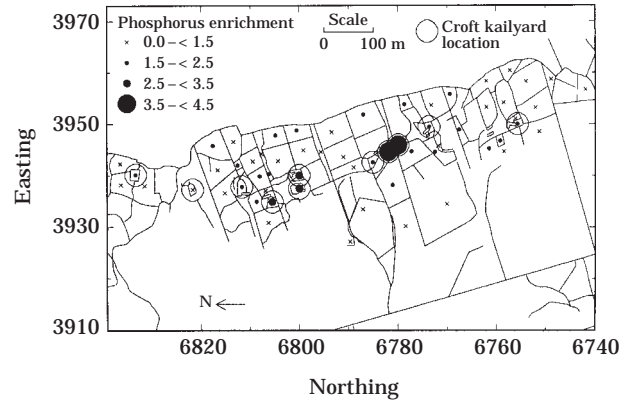 Phosphorus enrichment
0.0 – < 1.5
1.5 – < 2.5
2.5 – < 3.5
3.5 – < 4.5
Scale
0 100 m
Croft kailyard
location
3970
3950
3930
3910
Easting
N
6820 6800 6780 6760 6740
Northing